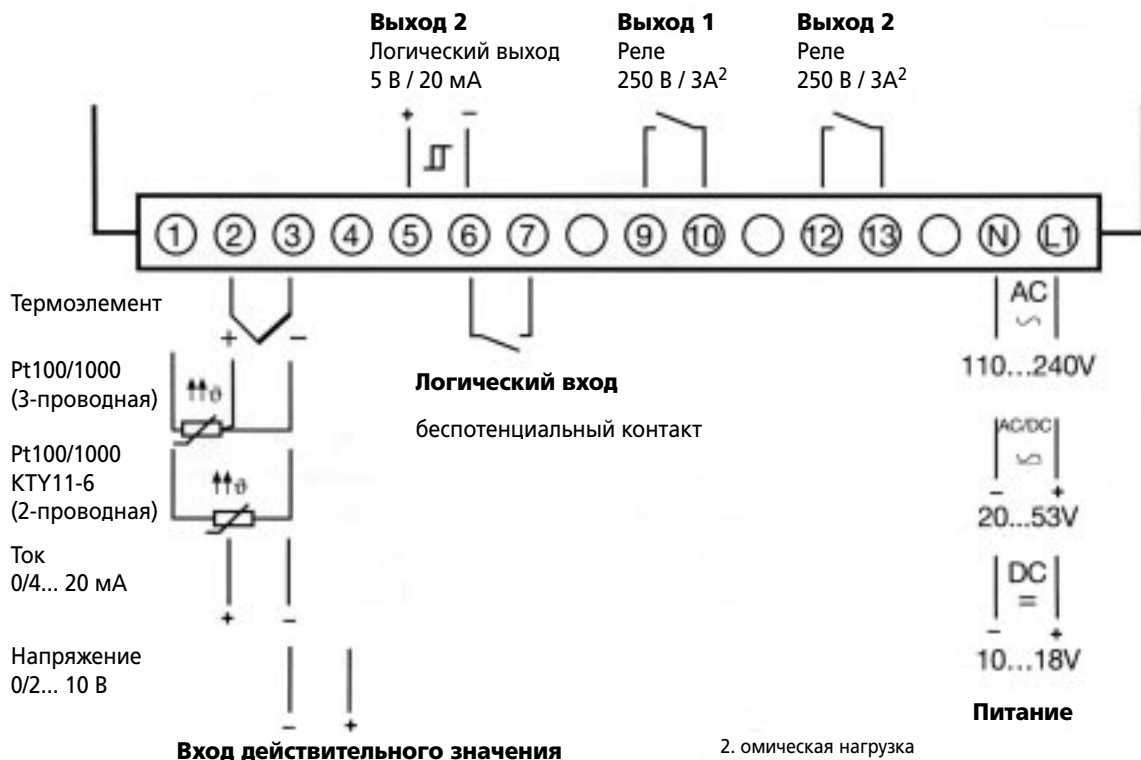 Выход 2
Логический выход
5 В / 20 мА
Выход 1
Реле
250 В / 3А²
Выход 2
Реле
250 В / 3А²
+ −
1 2 3 4 5 6 7 9 10 12 13 N L1
Термоэлемент
+ −
Pt100/1000
(3-проводная)
ϑ
Pt100/1000
KTY11-6
(2-проводная)
ϑ
Ток
0/4... 20 мА
+ −
Напряжение
0/2... 10 В
− +
Вход действительного значения
Логический вход
беспотенциальный контакт
AC
110...240V
AC/DC
− +
20...53V
DC
=
− +
10...18V
Питание
2. омическая нагрузка